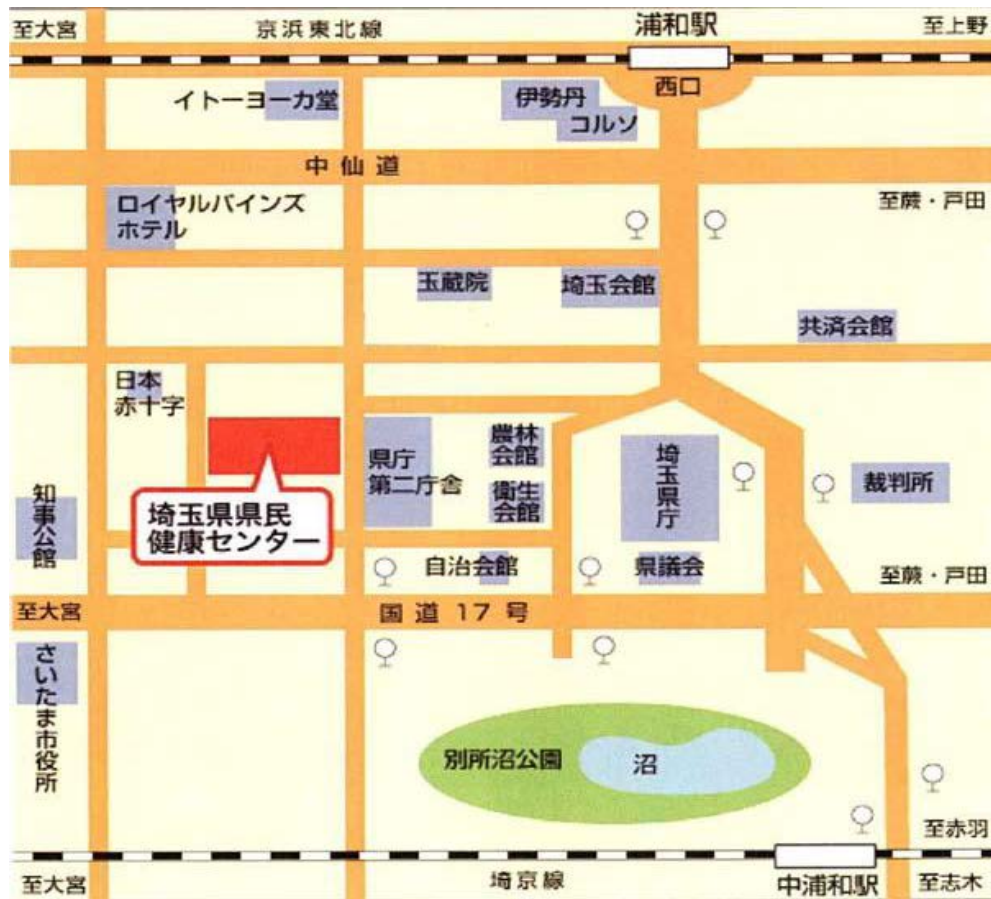 至大宮
京浜東北線
浦和駅
至上野
西口
イトーヨーカ堂
伊勢丹
コルソ
中仙道
ロイヤルパインズ
ホテル
至蕨・戸田
玉蔵院
埼玉会館
共済会館
日本
赤十字
県庁
第二庁舎
農林
会館
衛生
会館
埼玉県庁
裁判所
知事公館
埼玉県県民
健康センター
自治会館
県議会
至蕨・戸田
至大宮
国道17号
さいたま市役所
別所沼公園
沼
至赤羽
至大宮
埼京線
中浦和駅
至志木